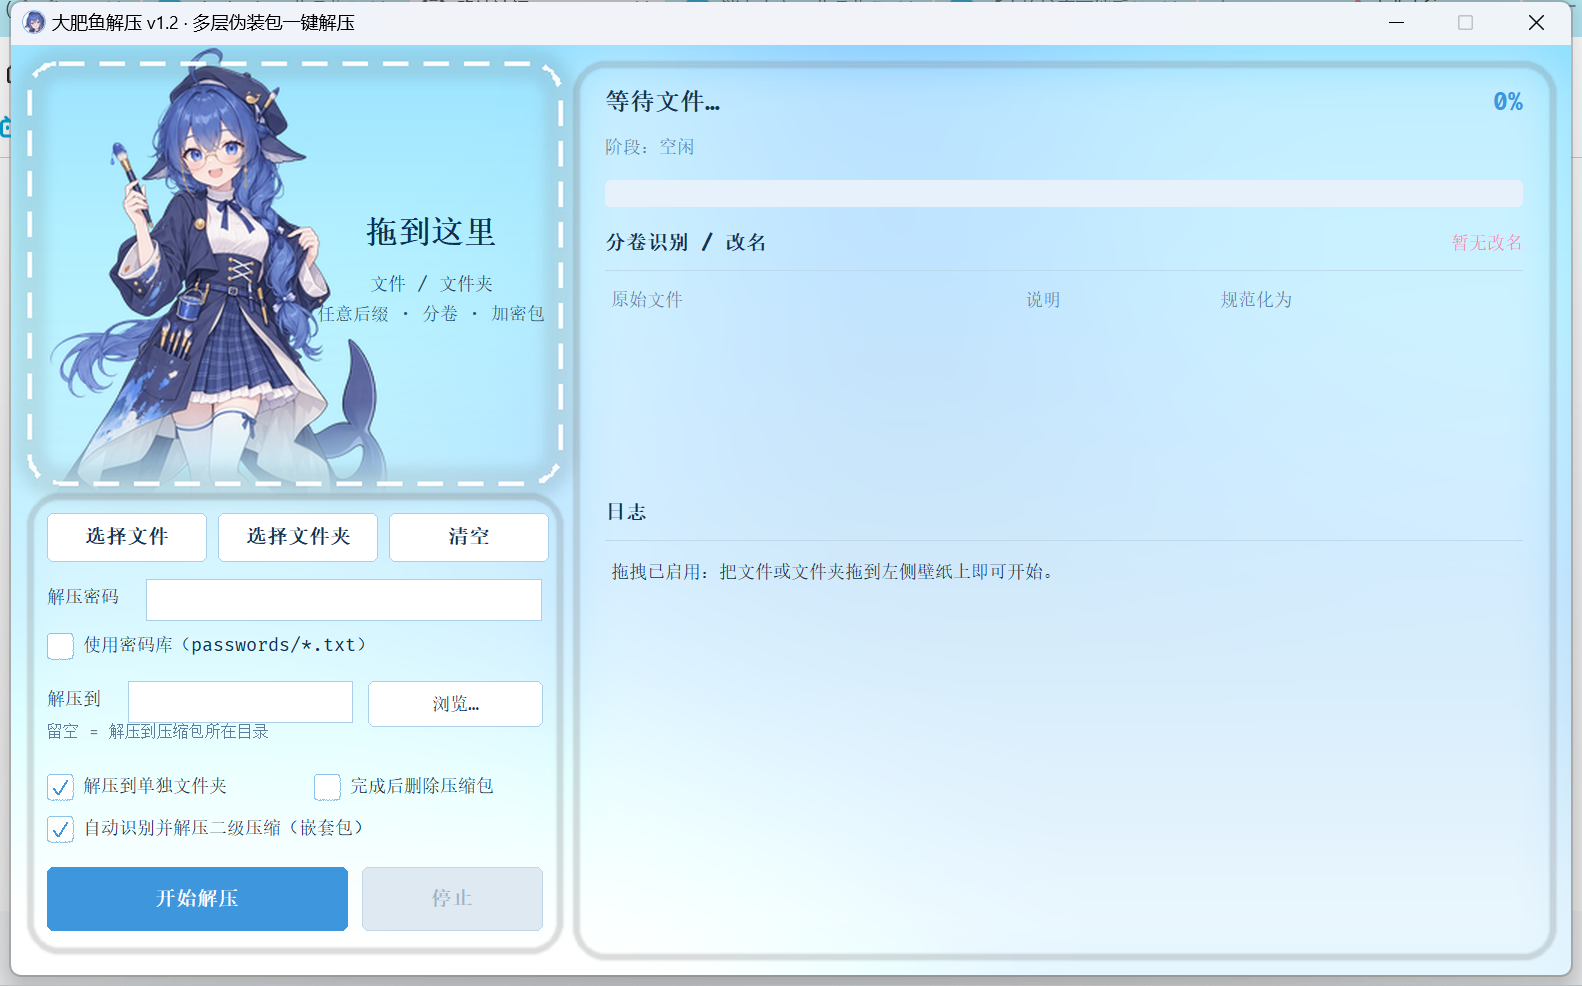 大肥鱼解压 v1.2 · 多层伪装包一键解压
拖到这里
文件 / 文件夹
任意后缀 · 分卷 · 加密包
选择文件
选择文件夹
清空
解压密码
使用密码库（passwords/*.txt）
解压到
浏览…
留空 = 解压到压缩包所在目录
解压到单独文件夹
完成后删除压缩包
自动识别并解压二级压缩（嵌套包）
开始解压
停止
等待文件…
0%
阶段：空闲
分卷识别 / 改名
暂无改名
原始文件
说明
规范化为
日志
拖拽已启用：把文件或文件夹拖到左侧壁纸上即可开始。